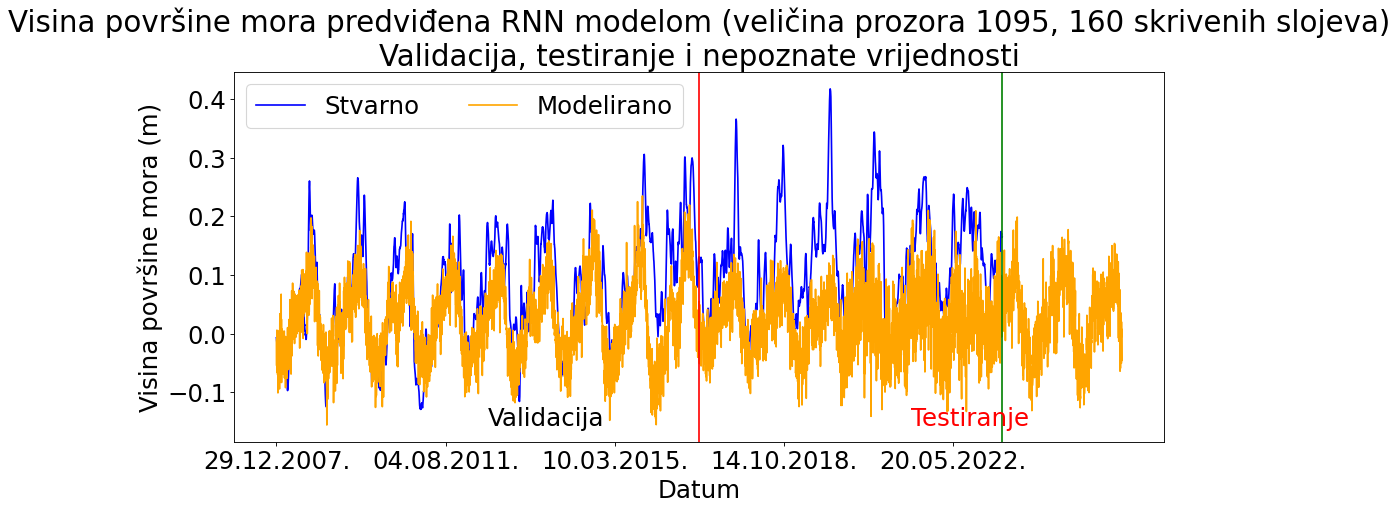 Visina površine mora predviđena RNN modelom (veličina prozora 1095, 160 skrivenih slojeva)
Validacija, testiranje i nepoznate vrijednosti
Stvarno
Modelirano
Visina površine mora (m)
0.4
0.3
0.2
0.1
0.0
−0.1
Validacija
Testiranje
29.12.2007.
04.08.2011.
10.03.2015.
14.10.2018.
20.05.2022.
Datum